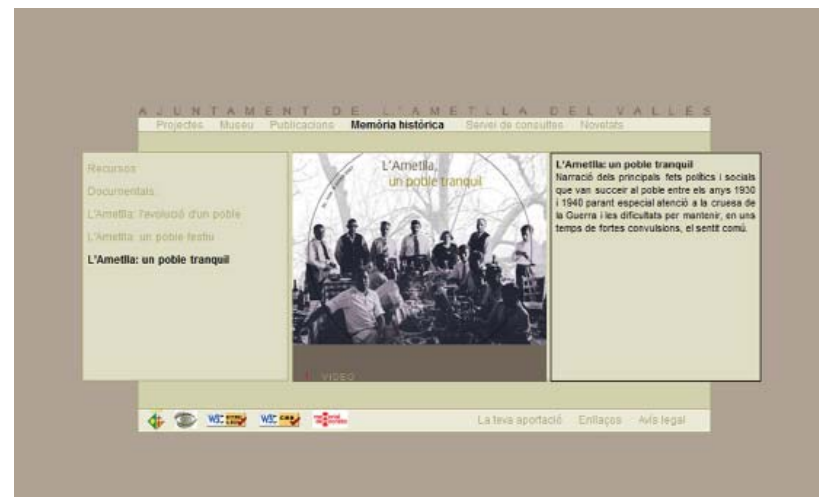 AJUNTAMENT DE L'AMETLLA DEL VALLES
Projectes Museu Publicacions Memòria històrica Servei de consultes Novetats
Recursos
Documentals
L'Ametlla: l'evolució d'un poble
L'Ametlla: un poble festiu
L'Ametlla: un poble tranquil
L'Ametlla,
un poble tranquil
VIDEO
L'Ametlla: un poble tranquil
Narració dels principals fets polítics i socials
que van succeir al poble entre els anys 1930
i 1940 parant especial atenció a la cruesa de
la Guerra i les dificultats per mantenir, en uns
temps de fortes convulsions, el sentit comú.
W3C W3C
La teva aportació Enllaços Avís legal